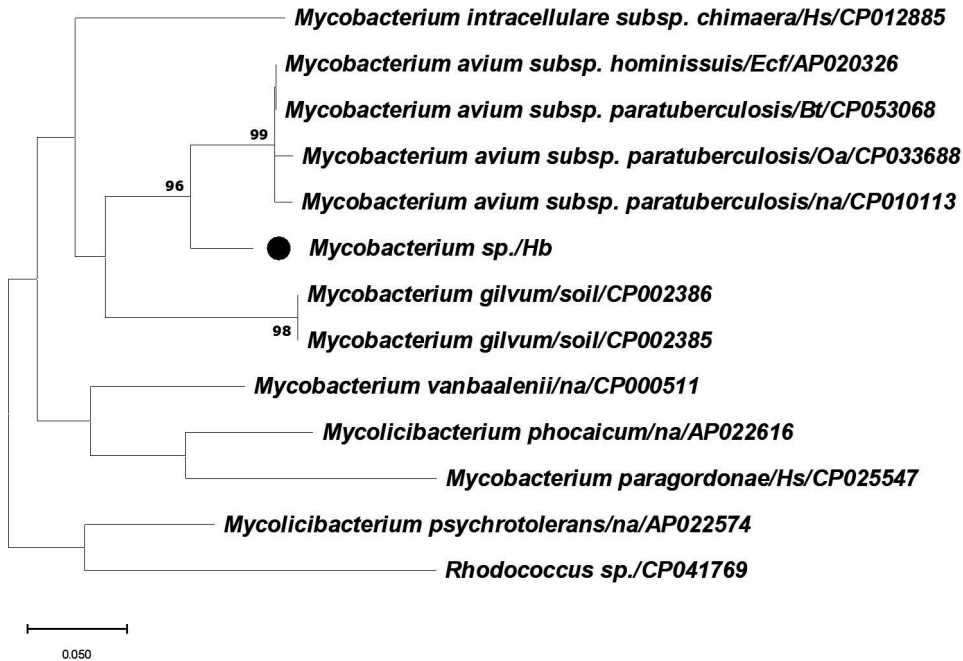 Mycobacterium intracellulare subsp. chimaera/Hs/CP012885
Mycobacterium avium subsp. hominissuis/Ecf/AP020326
Mycobacterium avium subsp. paratuberculosis/Bt/CP053068
99
Mycobacterium avium subsp. paratuberculosis/Oa/CP033688
96
Mycobacterium avium subsp. paratuberculosis/na/CP010113
Mycobacterium sp./Hb
Mycobacterium gilvum/soil/CP002386
98
Mycobacterium gilvum/soil/CP002385
Mycobacterium vanbaalenii/na/CP000511
Mycolicibacterium phocaicum/na/AP022616
Mycobacterium paragordonae/Hs/CP025547
Mycolicibacterium psychrotolerans/na/AP022574
Rhodococcus sp./CP041769
0.050